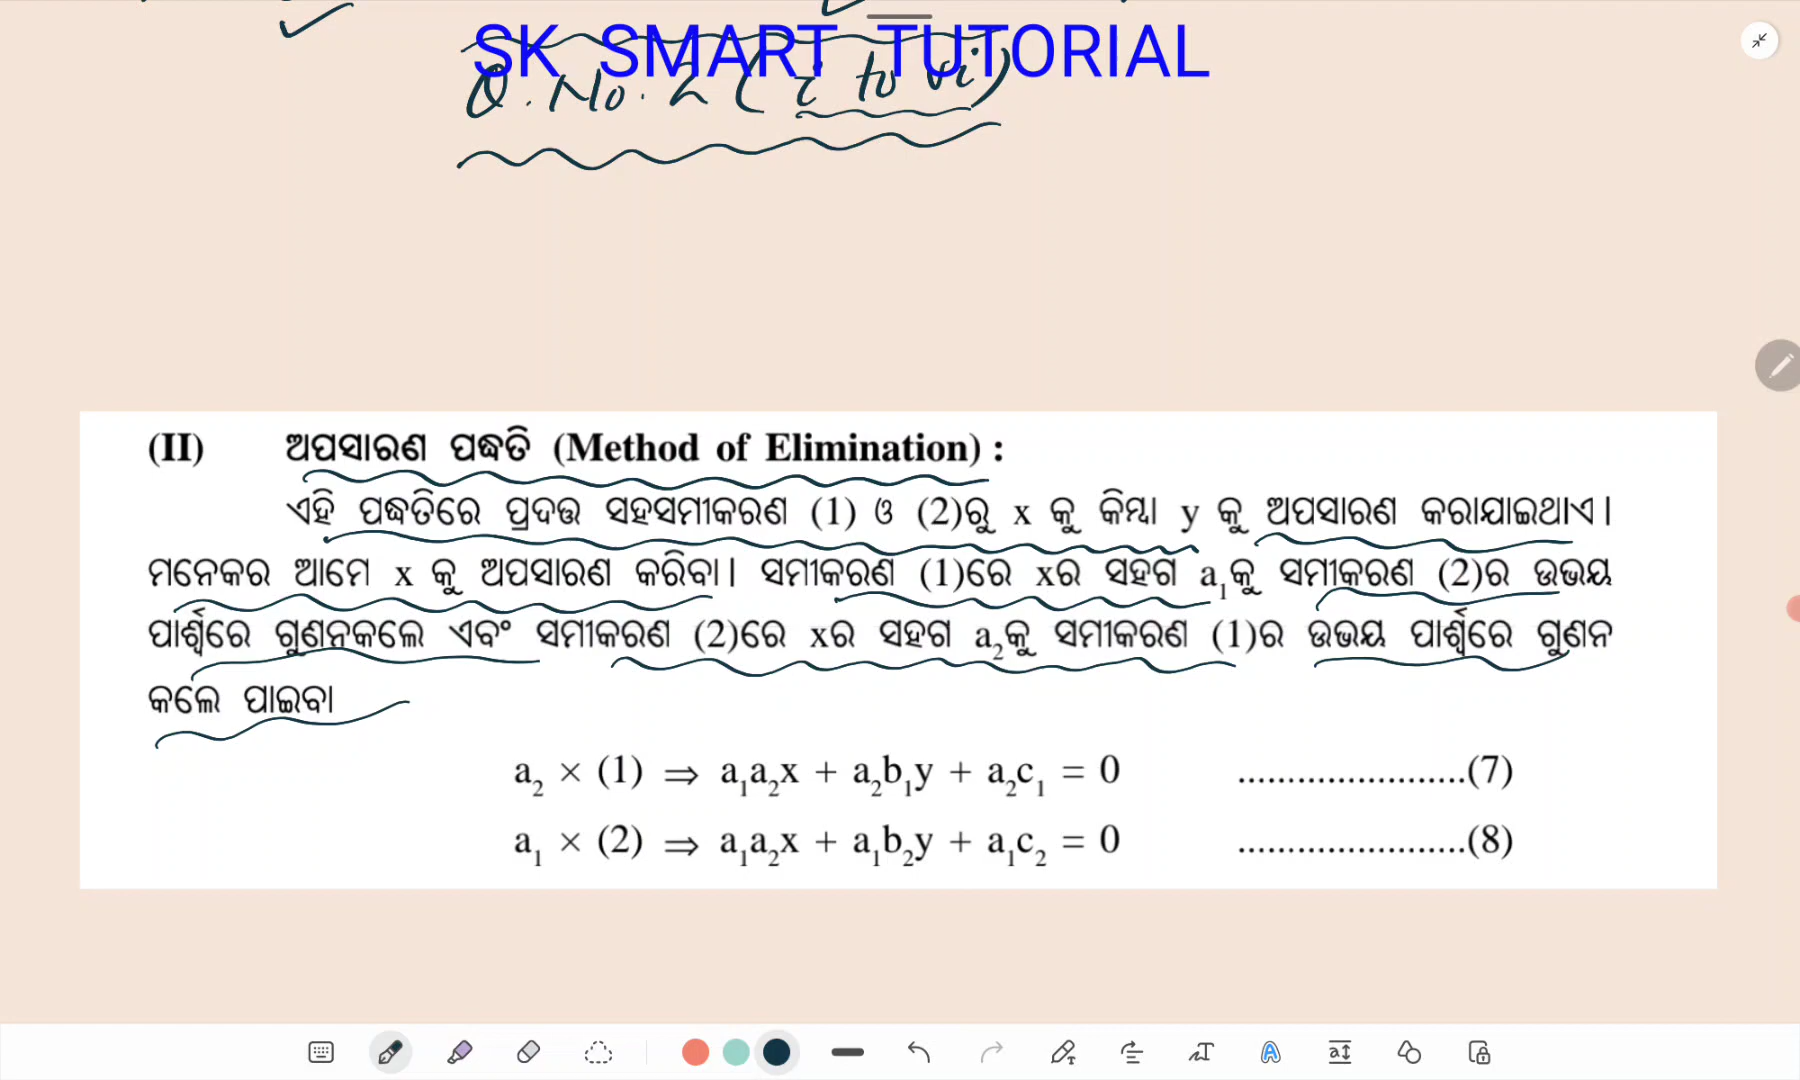 SK SMART TUTORIAL
Q. No. 2 ( i to vi )
(II) ଅପସାରଣ ପଦ୍ଧତି (Method of Elimination) :
ଏହି ପଦ୍ଧତିରେ ପ୍ରଦତ୍ତ ସହସମୀକରଣ (1) ଓ (2)ରୁ x କୁ କିମ୍ବା y କୁ ଅପସାରଣ କରାଯାଇଥାଏ।
ମନେକର ଆମେ x କୁ ଅପସାରଣ କରିବା। ସମୀକରଣ (1)ରେ xର ସହଗ a₁କୁ ସମୀକରଣ (2)ର ଉଭୟ
ପାର୍ଶ୍ୱରେ ଗୁଣନକଲେ ଏବଂ ସମୀକରଣ (2)ରେ xର ସହଗ a₂କୁ ସମୀକରଣ (1)ର ଉଭୟ ପାର୍ଶ୍ୱରେ ଗୁଣନ
କଲେ ପାଇବା
a₂ × (1) ⇒ a₁a₂x + a₂b₁y + a₂c₁ = 0 .......................(7)
a₁ × (2) ⇒ a₁a₂x + a₁b₂y + a₁c₂ = 0 .......................(8)